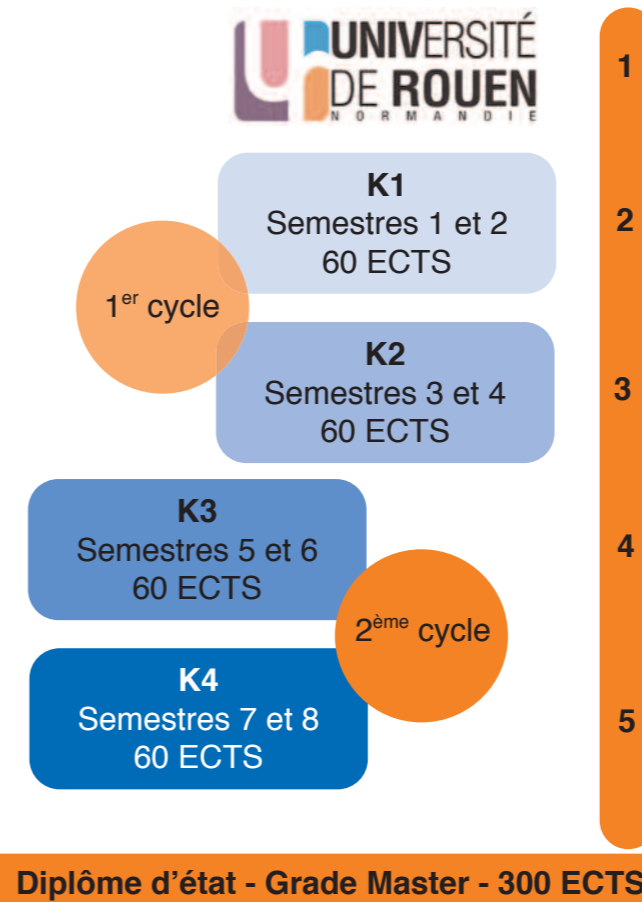 UNIVERSITÉ
DE ROUEN
NORMANDIE
1
K1
Semestres 1 et 2
60 ECTS
2
1er cycle
K2
Semestres 3 et 4
60 ECTS
3
K3
Semestres 5 et 6
60 ECTS
4
2ème cycle
K4
Semestres 7 et 8
60 ECTS
5
Diplôme d'état - Grade Master - 300 ECTS